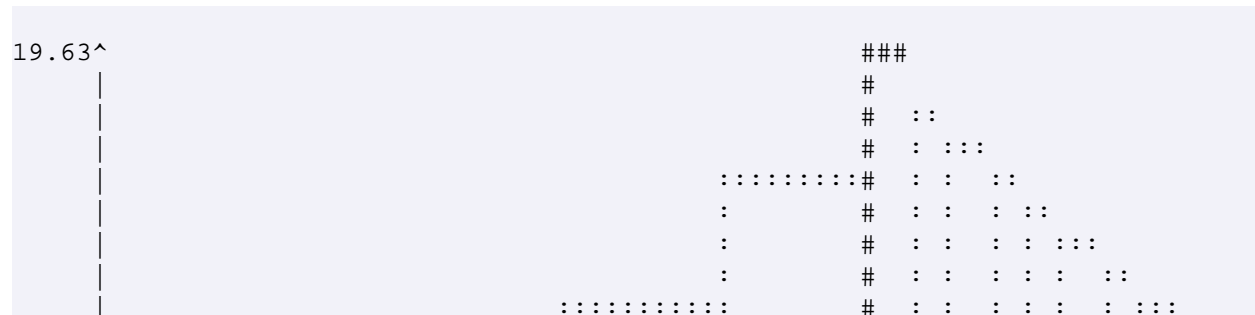 19.63^                                                ###
     |                                                #
     |                                                #  ::
     |                                                #  : :::
     |                                       :::::::::#  : :  ::
     |                                       :        #  : :  : ::
     |                                       :        #  : :  : : :::
     |                                       :        #  : :  : : :  ::
     |                             :::::::::::        #  : :  : : :  : :::